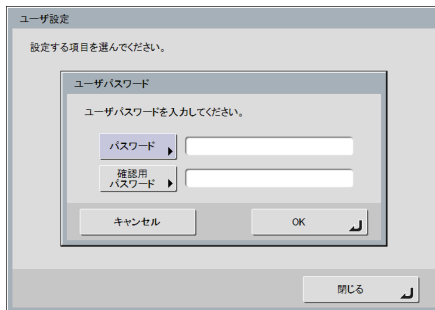 ユーザ設定
設定する項目を選んでください。
ユーザパスワード
ユーザパスワードを入力してください。
パスワード
確認用
パスワード
キャンセル
OK
閉じる